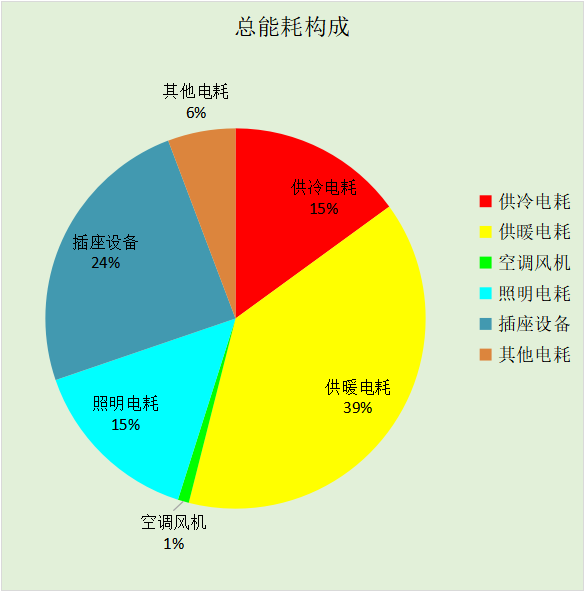 总能耗构成
其他电耗
6%
供冷电耗
15%
插座设备
24%
供暖电耗
39%
照明电耗
15%
空调风机
1%
供冷电耗
供暖电耗
空调风机
照明电耗
插座设备
其他电耗